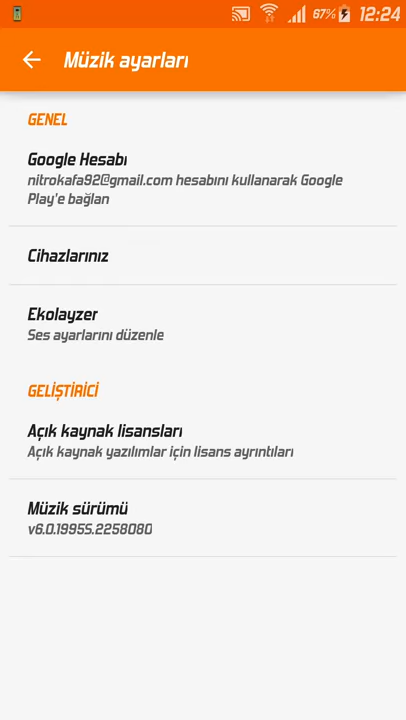 67% 12:24
Müzik ayarları
GENEL
Google Hesabı
nitrokafa92@gmail.com hesabını kullanarak Google
Play'e bağlan
Cihazlarınız
Ekolayzer
Ses ayarlarını düzenle
GELİŞTİRİCİ
Açık kaynak lisansları
Açık kaynak yazılımlar için lisans ayrıntıları
Müzik sürümü
v6.0.1995S.2258080